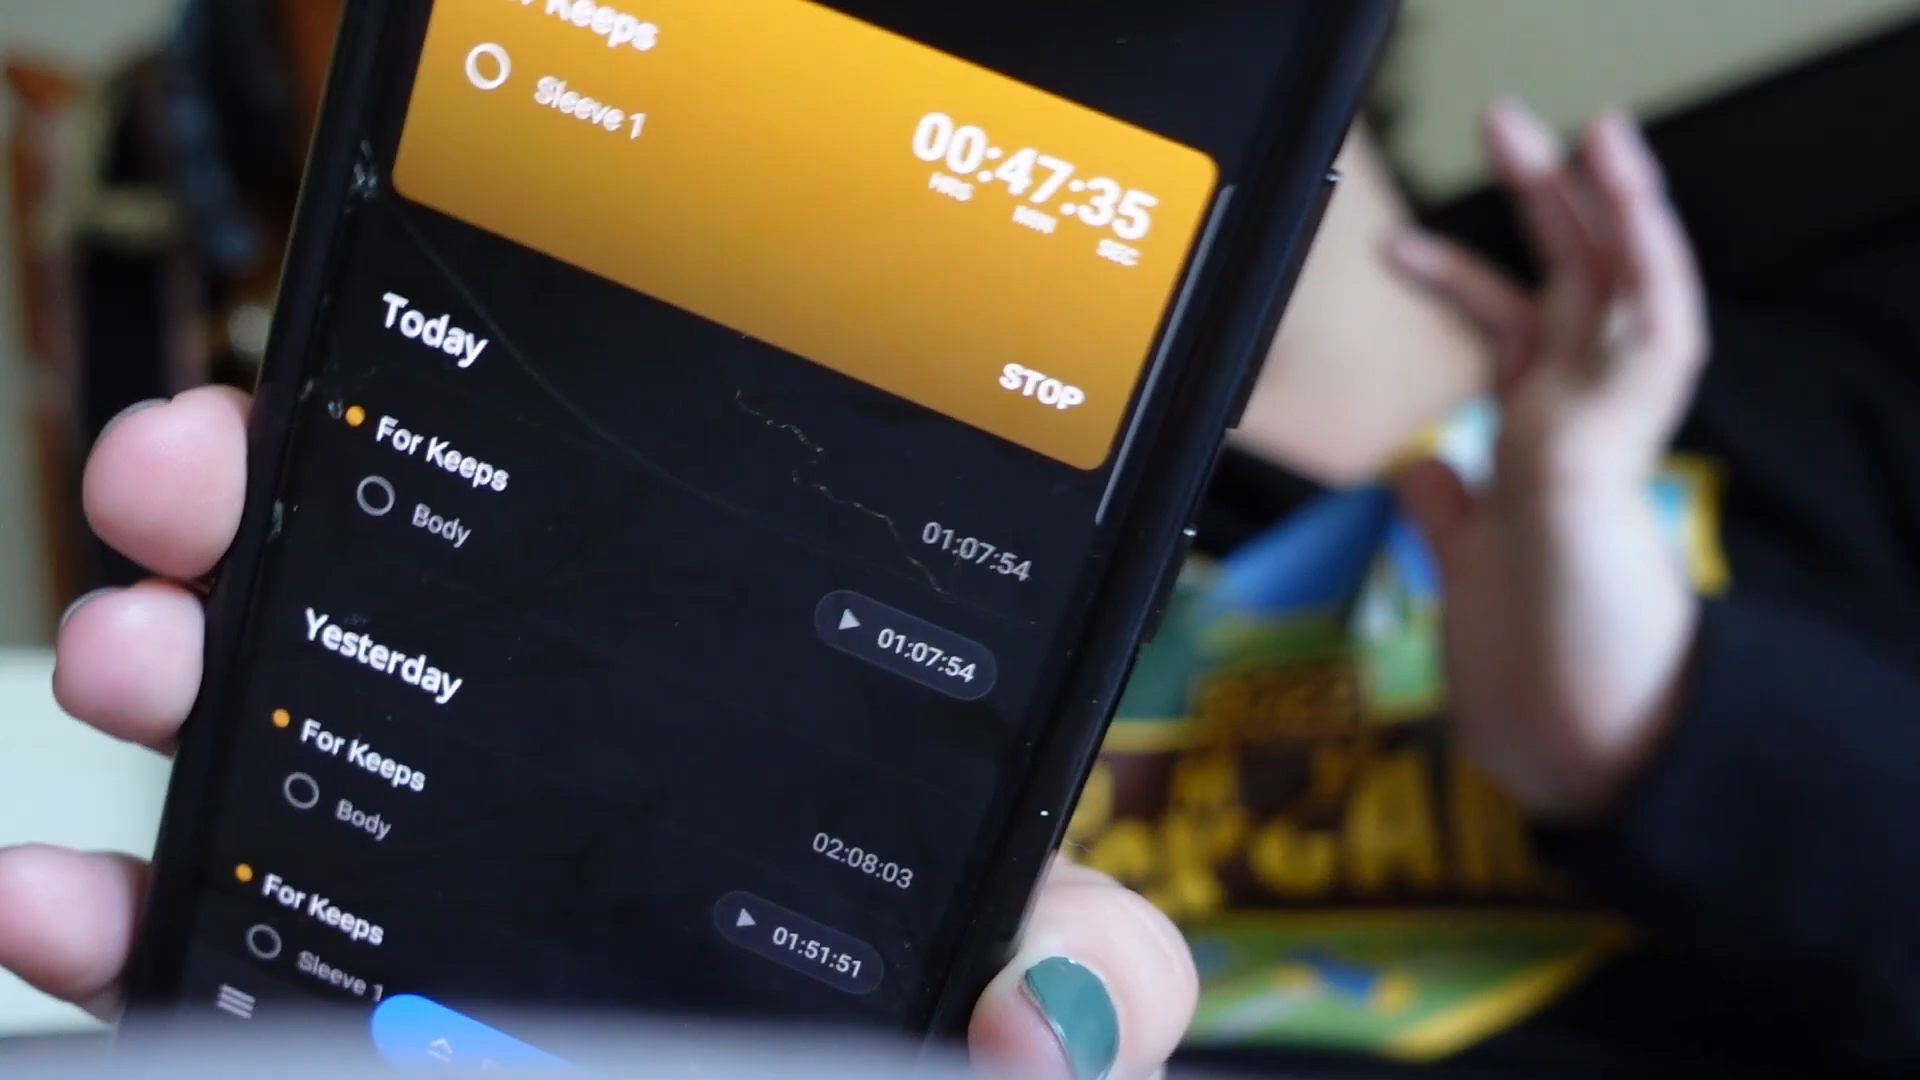 Keeps
Sleeve 1
00:47:35
HRS MIN SEC
STOP
Today
For Keeps
Body
01:07:54
01:07:54
Yesterday
For Keeps
Body
02:08:03
01:51:51
For Keeps
Sleeve 1